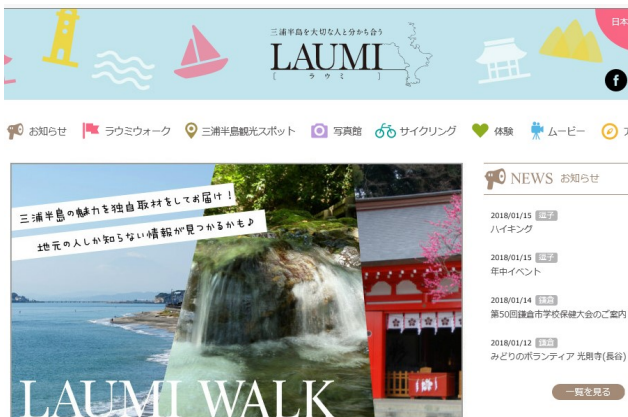 三浦半島を大切な人と分かち合う
LAUMI
[ ラウミ ]
日本
f
お知らせ
ラウミウォーク
三浦半島観光スポット
写真館
サイクリング
体験
ムービー
三浦半島の魅力を独自取材をしてお届け！
地元の人しか知らない情報が見つかるかも♪
LAUMI WALK
NEWS お知らせ
2018/01/15 逗子
ハイキング
2018/01/15 逗子
年中イベント
2018/01/14 鎌倉
第50回鎌倉市学校保健大会のご案内
2018/01/12 鎌倉
みどりのボランティア 光則寺(長谷)
一覧を見る